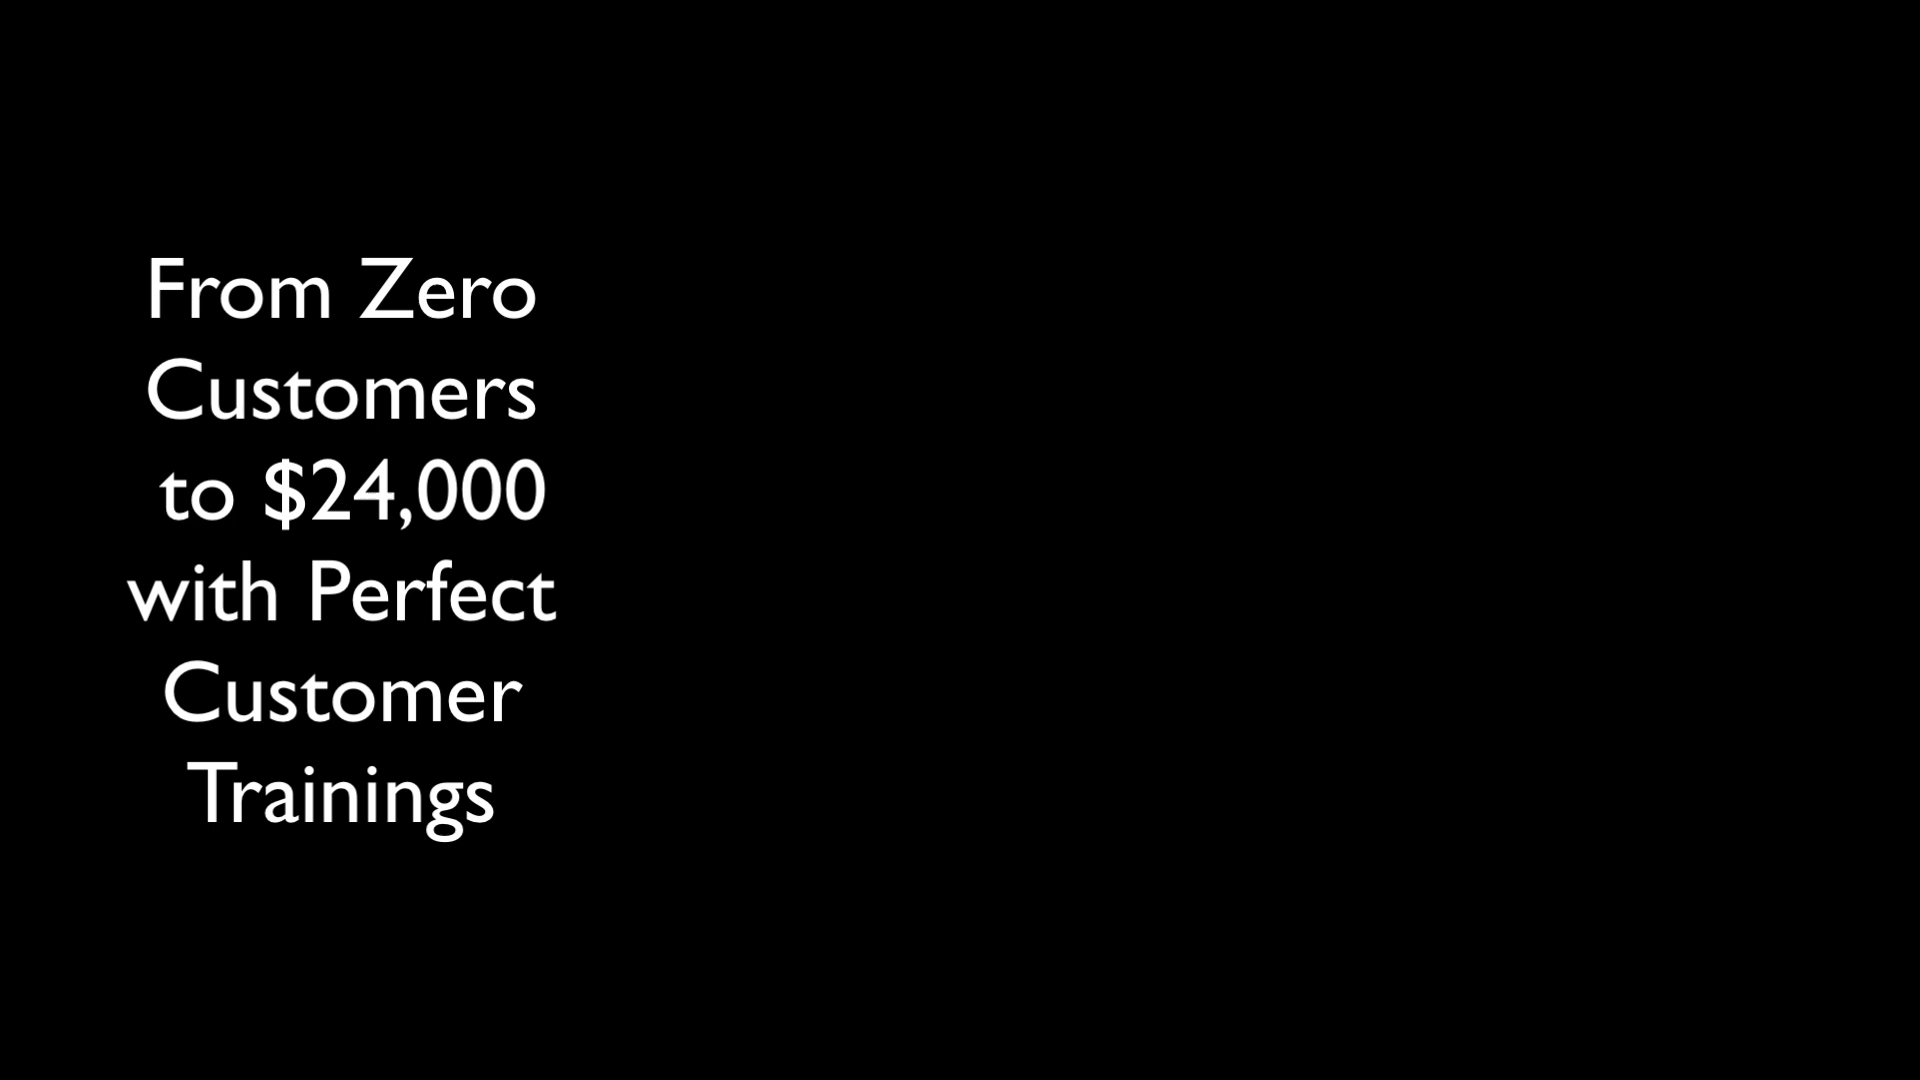 From Zero
Customers
to $24,000
with Perfect
Customer
Trainings